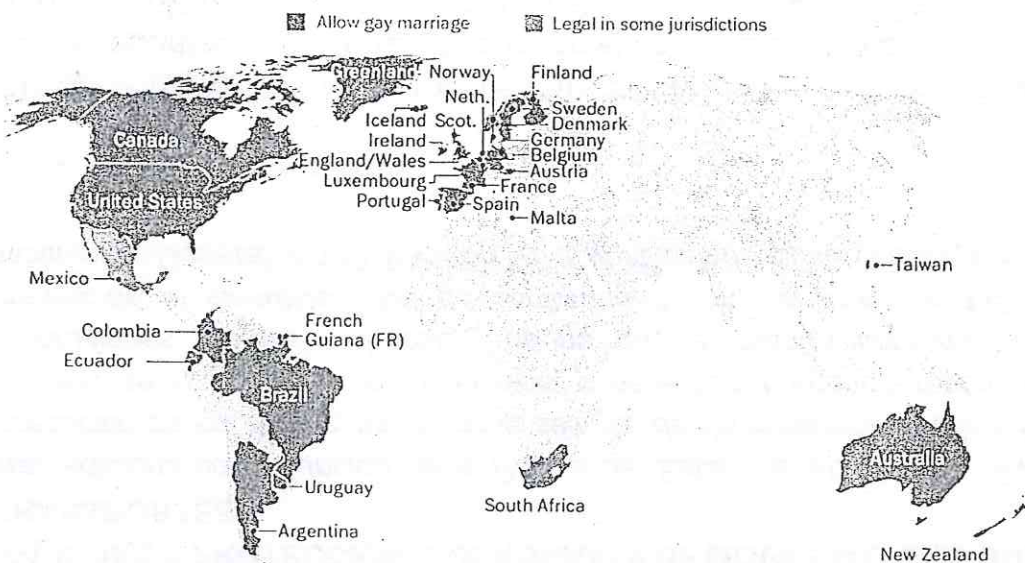 Allow gay marriage
Legal in some jurisdictions
Greenland
Norway
Finland
Neth.
Iceland
Scot.
Sweden
Denmark
Ireland
Germany
England/Wales
Belgium
Austria
Luxembourg
France
Portugal
Spain
Malta
Canada
United States
Mexico
Taiwan
Colombia
French
Guiana (FR)
Ecuador
Brazil
Australia
Uruguay
South Africa
Argentina
New Zealand